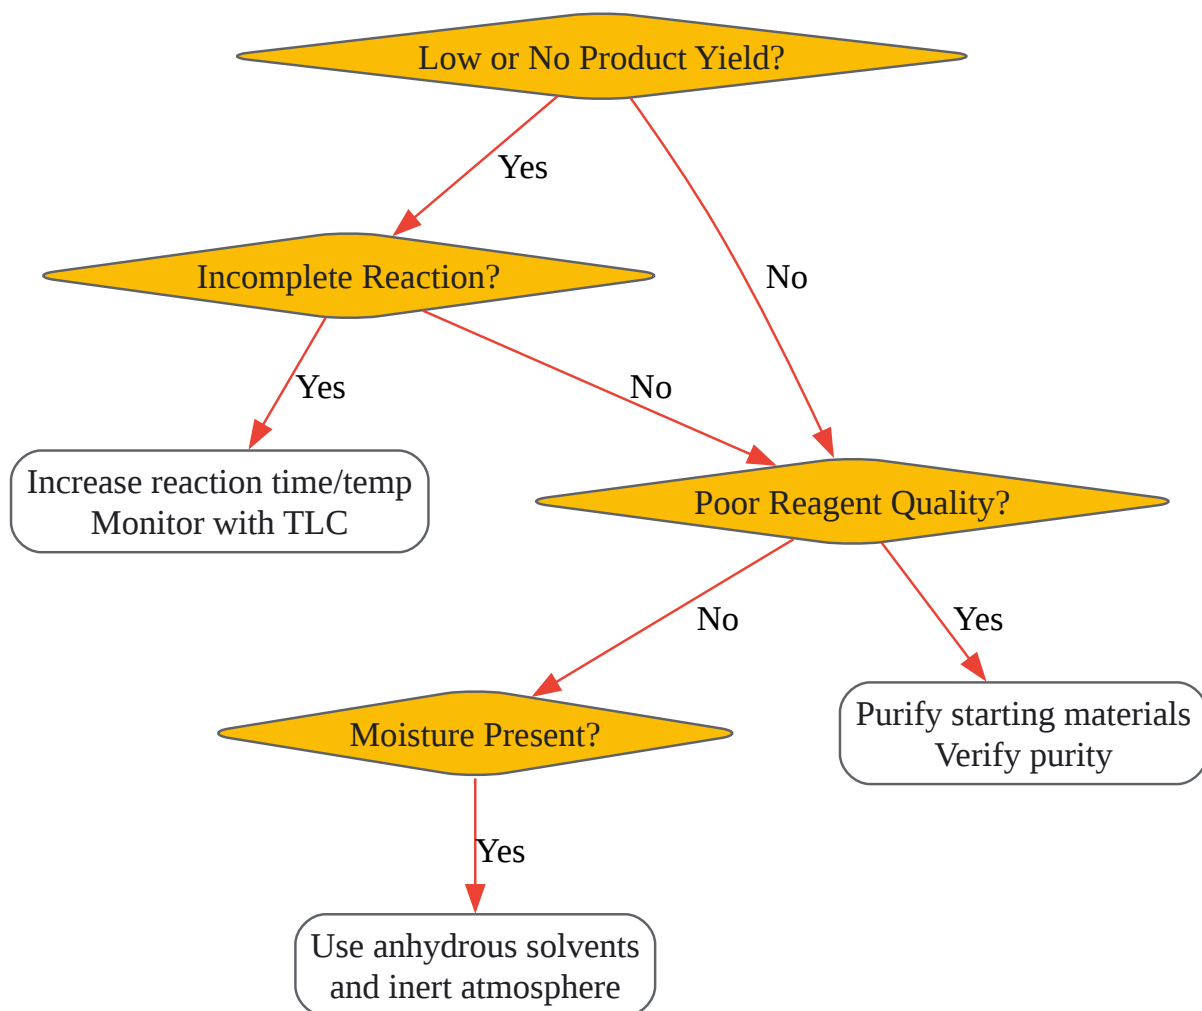 Low or No Product Yield?
Yes
No
Incomplete Reaction?
Yes
No
Increase reaction time/temp
Monitor with TLC
Poor Reagent Quality?
No
Yes
Moisture Present?
Purify starting materials
Verify purity
Yes
Use anhydrous solvents
and inert atmosphere